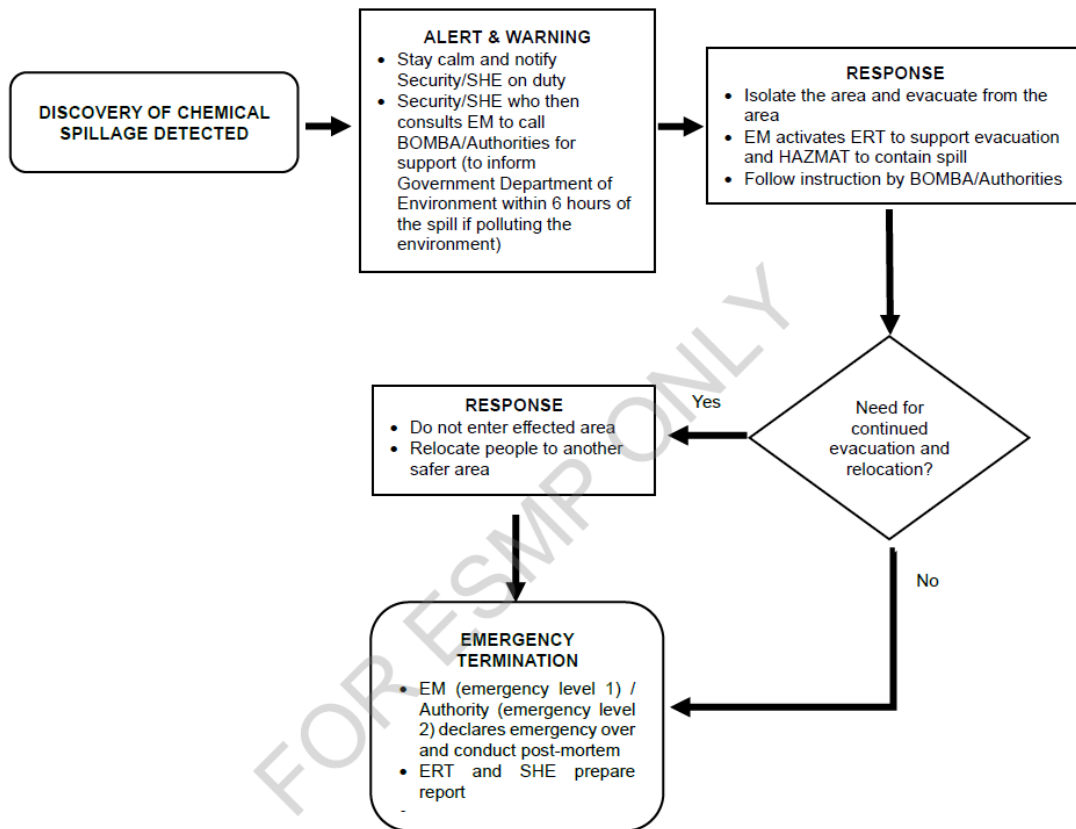 DISCOVERY OF CHEMICAL
SPILLAGE DETECTED
ALERT & WARNING
• Stay calm and notify
Security/SHE on duty
• Security/SHE who then
consults EM to call
BOMBA/Authorities for
support (to inform
Government Department of
Environment within 6 hours of
the spill if polluting the
environment)
RESPONSE
• Isolate the area and evacuate from the
area
• EM activates ERT to support evacuation
and HAZMAT to contain spill
• Follow instruction by BOMBA/Authorities
Need for
continued
evacuation and
relocation?
Yes
RESPONSE
• Do not enter effected area
• Relocate people to another
safer area
No
EMERGENCY
TERMINATION
• EM (emergency level 1) /
Authority (emergency level
2) declares emergency over
and conduct post-mortem
• ERT and SHE prepare
report
-
FOR ESMP ONLY